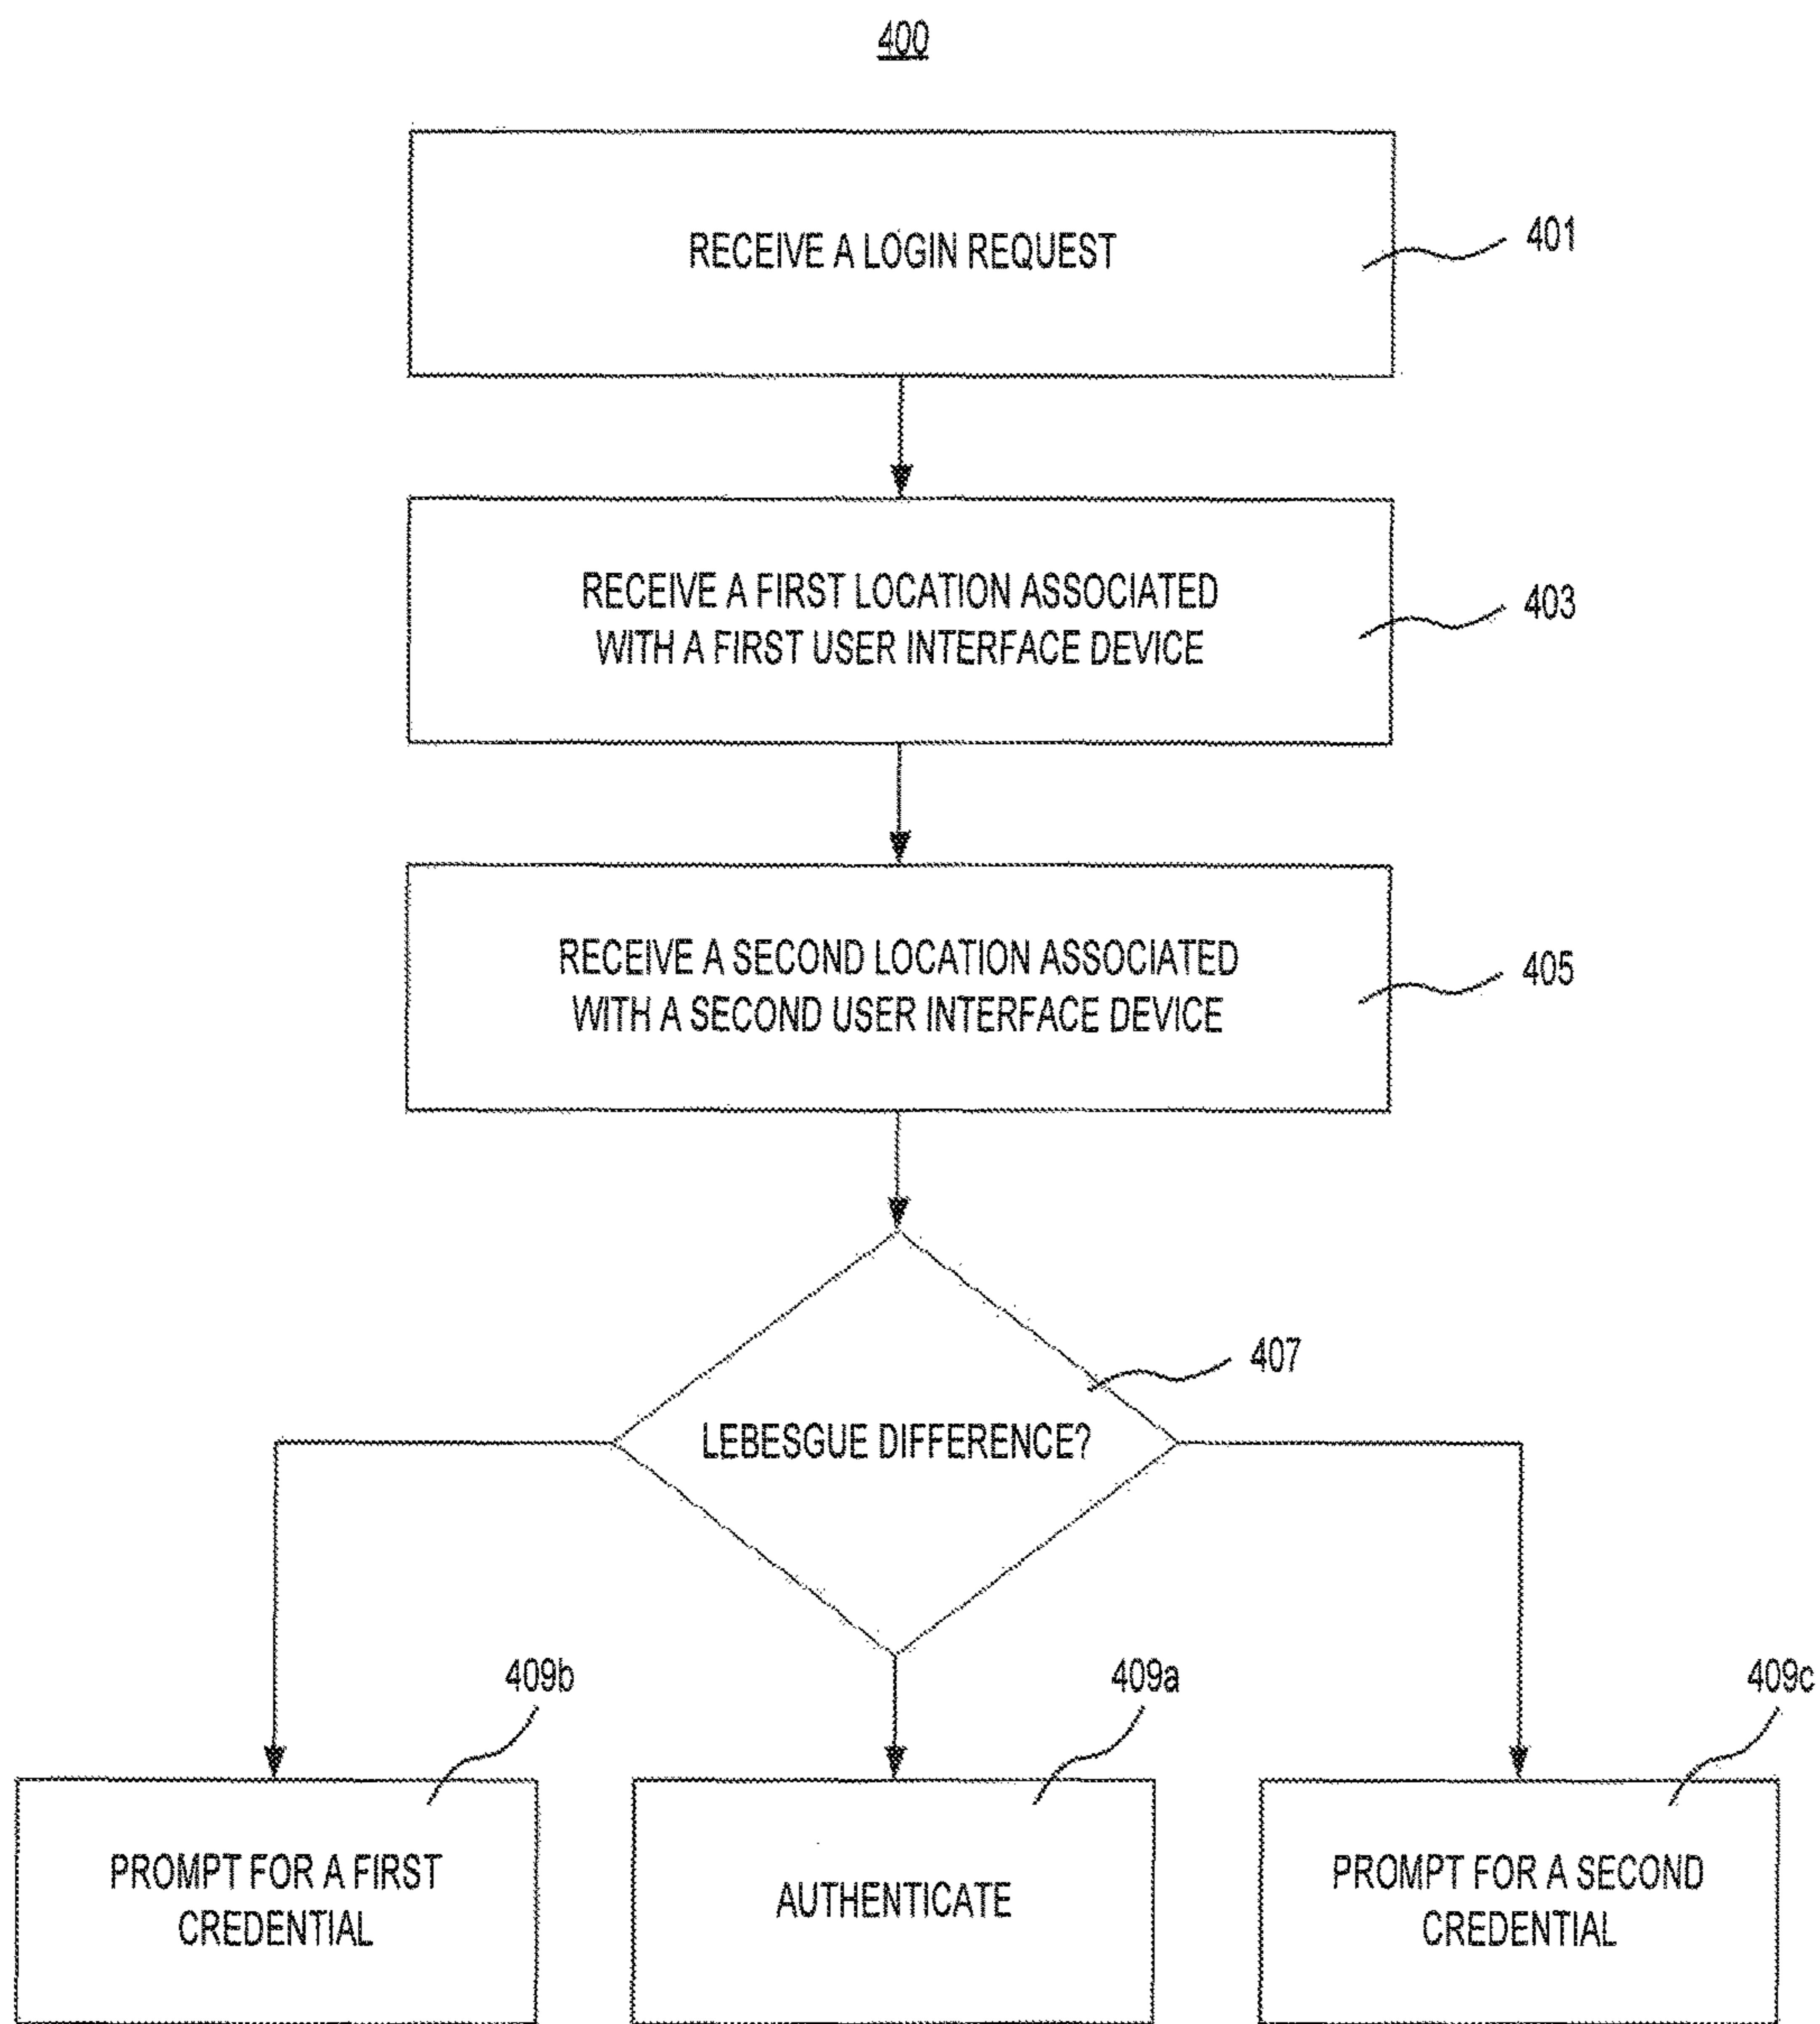 400
RECEIVE A LOGIN REQUEST
401
RECEIVE A FIRST LOCATION ASSOCIATED
WITH A FIRST USER INTERFACE DEVICE
403
RECEIVE A SECOND LOCATION ASSOCIATED
WITH A SECOND USER INTERFACE DEVICE
405
LEBESGUE DIFFERENCE?
407
409b
PROMPT FOR A FIRST
CREDENTIAL
409a
AUTHENTICATE
409c
PROMPT FOR A SECOND
CREDENTIAL